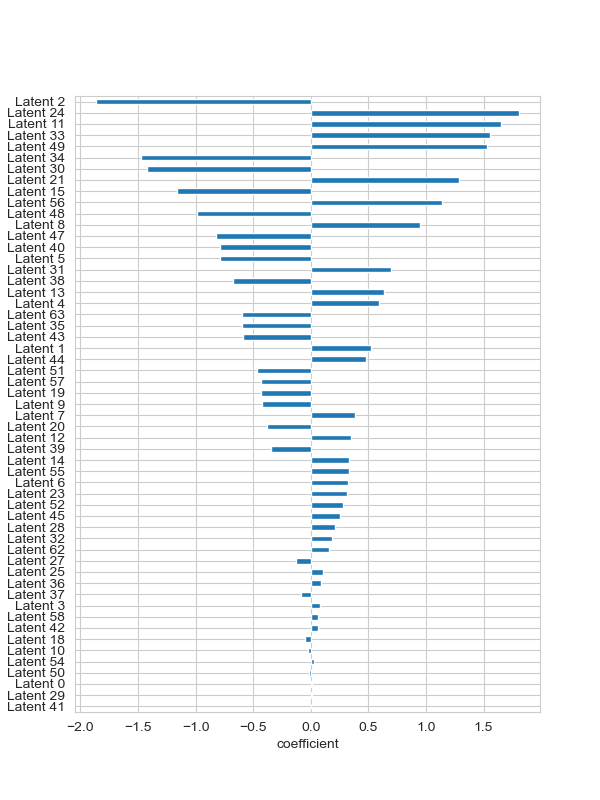 Latent 2
Latent 24
Latent 11
Latent 33
Latent 49
Latent 34
Latent 30
Latent 21
Latent 15
Latent 56
Latent 48
Latent 8
Latent 47
Latent 40
Latent 5
Latent 31
Latent 38
Latent 13
Latent 4
Latent 63
Latent 35
Latent 43
Latent 1
Latent 44
Latent 51
Latent 57
Latent 19
Latent 9
Latent 7
Latent 20
Latent 12
Latent 39
Latent 14
Latent 55
Latent 6
Latent 23
Latent 52
Latent 45
Latent 28
Latent 32
Latent 62
Latent 27
Latent 25
Latent 36
Latent 37
Latent 3
Latent 58
Latent 42
Latent 18
Latent 10
Latent 54
Latent 50
Latent 0
Latent 29
Latent 41
−2.0 −1.5 −1.0 −0.5 0.0 0.5 1.0 1.5
coefficient